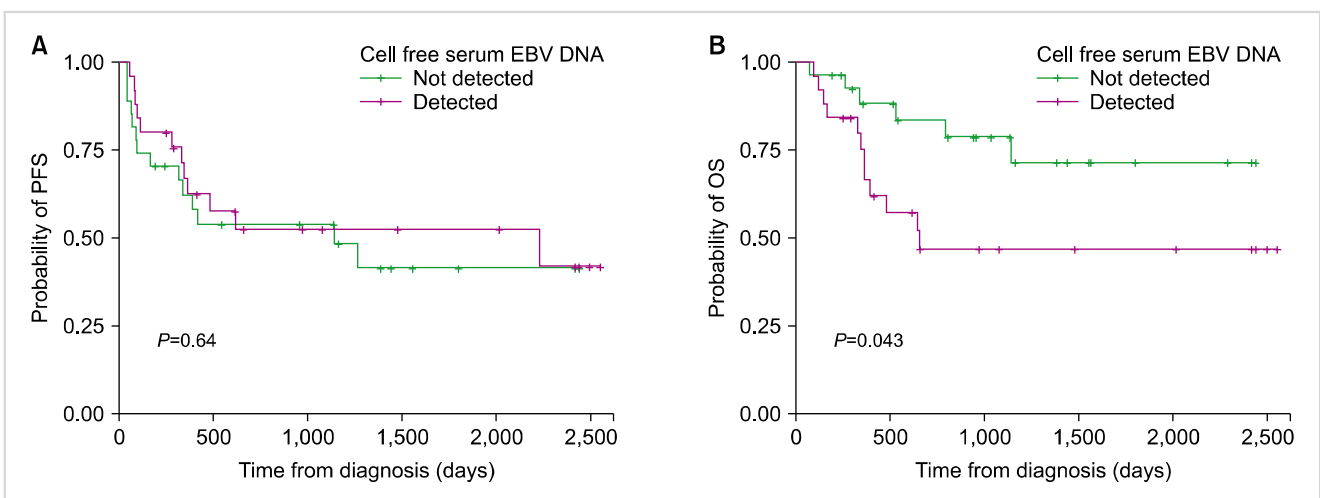 A
Cell free serum EBV DNA
Not detected
Detected
Probability of PFS
1.00
0.75
0.50
0.25
0.00
P=0.64
0 500 1,000 1,500 2,000 2,500
Time from diagnosis (days)
B
Cell free serum EBV DNA
Not detected
Detected
Probability of OS
1.00
0.75
0.50
0.25
0.00
P=0.043
0 500 1,000 1,500 2,000 2,500
Time from diagnosis (days)